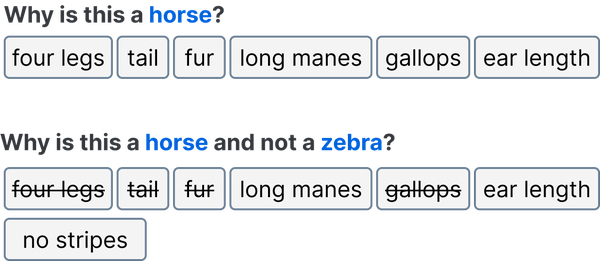 Why is this a horse?
four legs tail fur long manes gallops ear length
Why is this a horse and not a zebra?
four legs tail fur long manes gallops ear length
no stripes